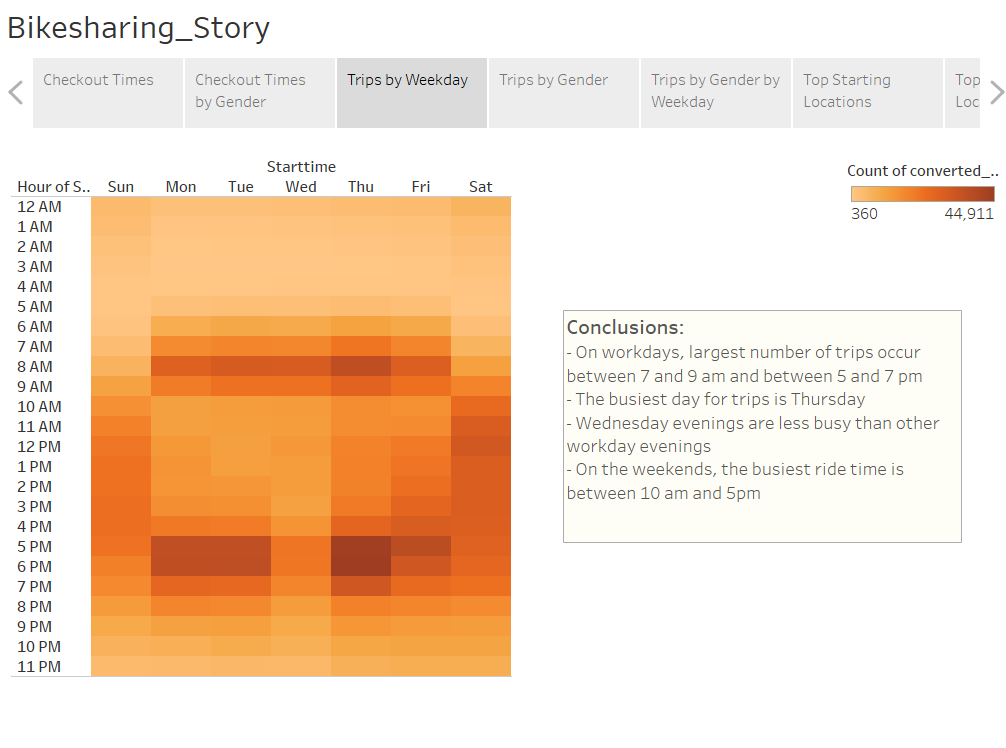 Bikesharing_Story
Checkout Times
Checkout Times
by Gender
Trips by Weekday
Trips by Gender
Trips by Gender by
Weekday
Top Starting
Locations
Top
Loc
Starttime
Hour of S.. Sun Mon Tue Wed Thu Fri Sat
12 AM
1 AM
2 AM
3 AM
4 AM
5 AM
6 AM
7 AM
8 AM
9 AM
10 AM
11 AM
12 PM
1 PM
2 PM
3 PM
4 PM
5 PM
6 PM
7 PM
8 PM
9 PM
10 PM
11 PM
Count of converted_..
360 44,911
Conclusions:
- On workdays, largest number of trips occur
between 7 and 9 am and between 5 and 7 pm
- The busiest day for trips is Thursday
- Wednesday evenings are less busy than other
workday evenings
- On the weekends, the busiest ride time is
between 10 am and 5pm